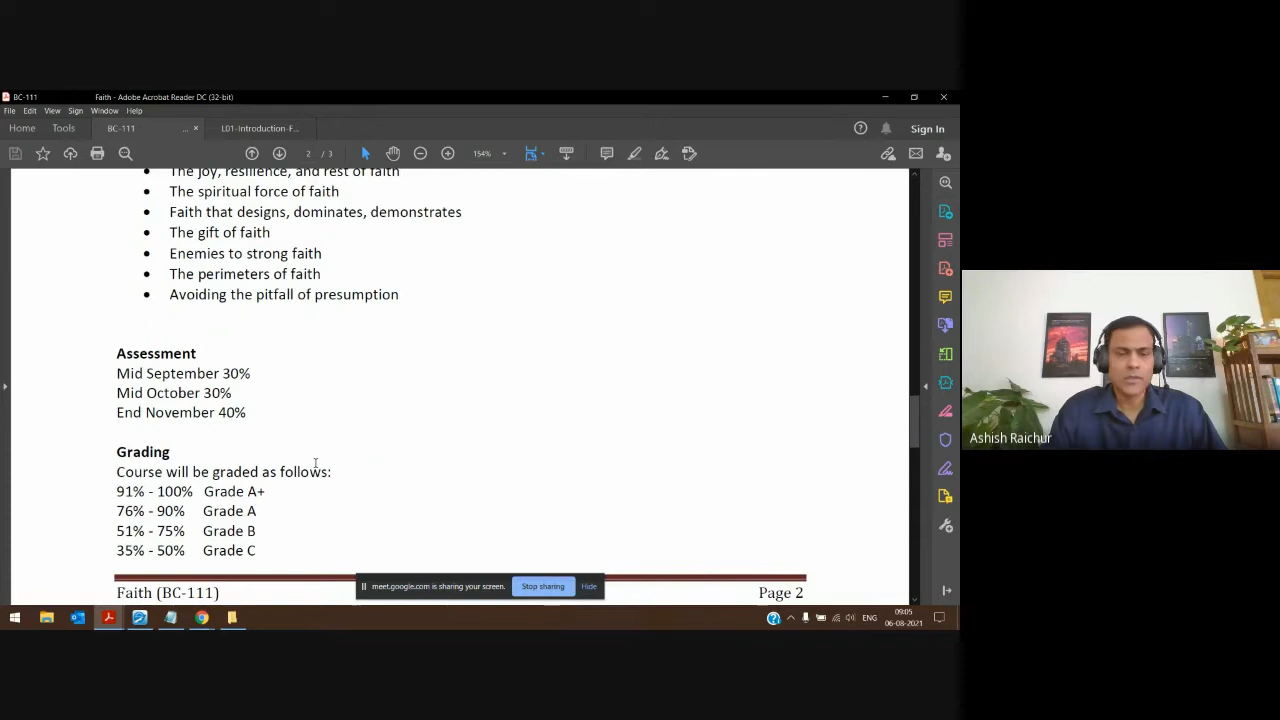 BC-111 Faith - Adobe Acrobat Reader DC (32-bit)
File Edit View Sign Window Help
Home Tools BC-111 ... × L01-Introduction-F...
Sign In
2 / 3 154%
The joy, resilience, and rest of faith
• The spiritual force of faith
• Faith that designs, dominates, demonstrates
• The gift of faith
• Enemies to strong faith
• The perimeters of faith
• Avoiding the pitfall of presumption
Assessment
Mid September 30%
Mid October 30%
End November 40%
Grading
Course will be graded as follows:
91% - 100% Grade A+
76% - 90% Grade A
51% - 75% Grade B
35% - 50% Grade C
meet.google.com is sharing your screen. Stop sharing Hide
Faith (BC-111) Page 2
ENG 09:05
06-08-2021
Ashish Raichur